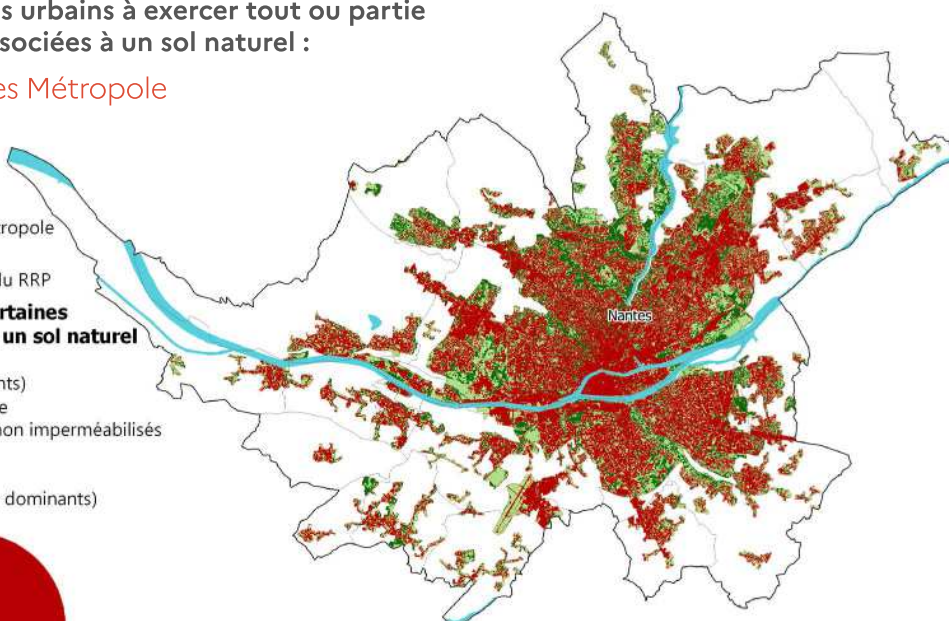 s urbains à exercer tout ou partie
sociées à un sol naturel :
es Métropole
ropole
du RRP
rtaines
un sol naturel
nts)
e
non imperméabilisés
dominants)
Nantes